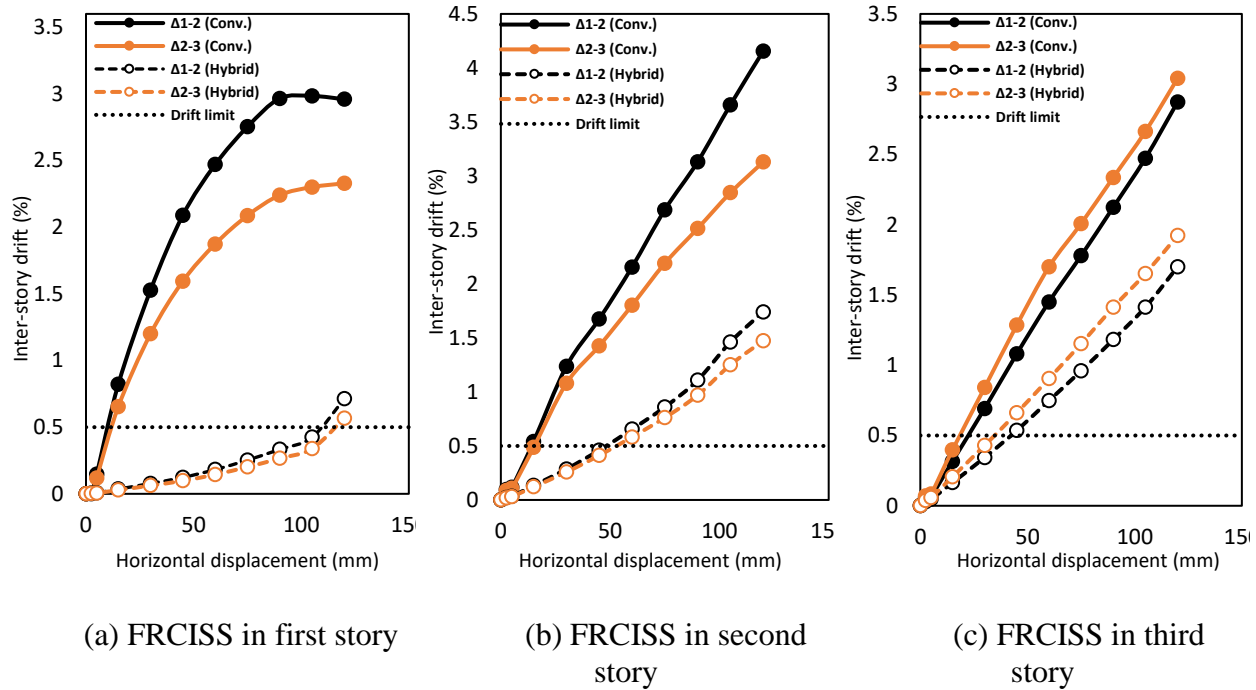 3.5
3
2.5
2
1.5
1
0.5
0
Inter-story drift (%)
Δ1-2 (Conv.)
Δ2-3 (Conv.)
Δ1-2 (Hybrid)
Δ2-3 (Hybrid)
Drift limit
0 50 100 150
Horizontal displacement (mm)
(a) FRCISS in first story
4.5
4
3.5
3
2.5
2
1.5
1
0.5
0
Inter-story drift (%)
Δ1-2 (Conv.)
Δ2-3 (Conv.)
Δ1-2 (Hybrid)
Δ2-3 (Hybrid)
Drift limit
0 50 100 150
Horizontal displacement (mm)
(b) FRCISS in second
story
3.5
3
2.5
2
1.5
1
0.5
0
Inter-story drift (%)
Δ1-2 (Conv.)
Δ2-3 (Conv.)
Δ1-2 (Hybrid)
Δ2-3 (Hybrid)
Drift limit
0 50 100 150
Horizontal displacement (mm)
(c) FRCISS in third
story